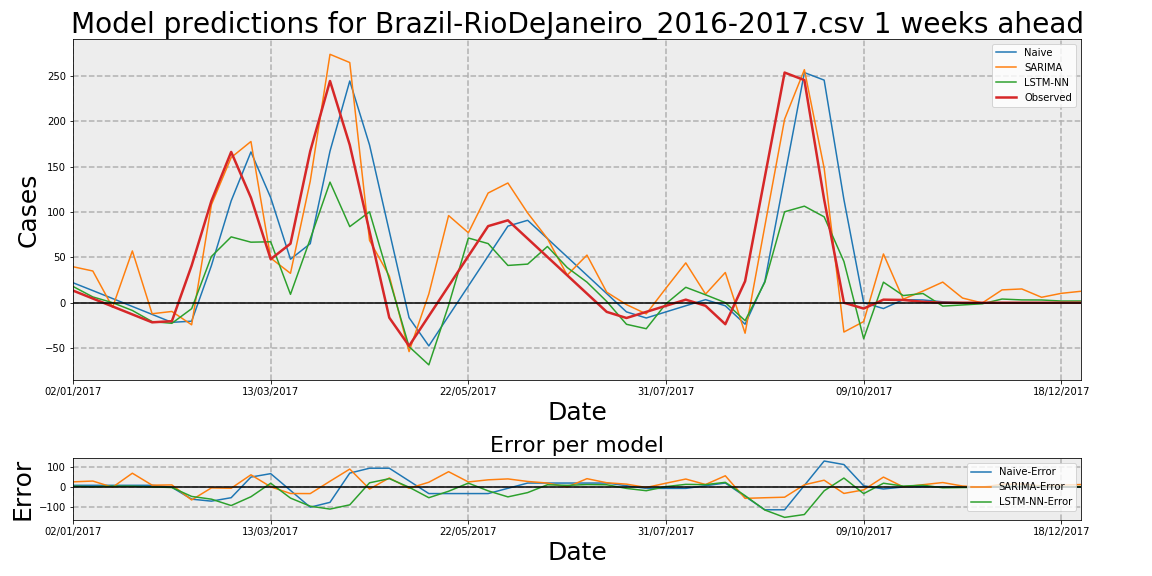 Model predictions for Brazil-RioDeJaneiro_2016-2017.csv 1 weeks ahead
Cases
250
200
150
100
50
0
−50
Naive
SARIMA
LSTM-NN
Observed
02/01/2017 13/03/2017 22/05/2017 31/07/2017 09/10/2017 18/12/2017
Date
Error per model
Error
100
0
−100
Naive-Error
SARIMA-Error
LSTM-NN-Error
02/01/2017 13/03/2017 22/05/2017 31/07/2017 09/10/2017 18/12/2017
Date